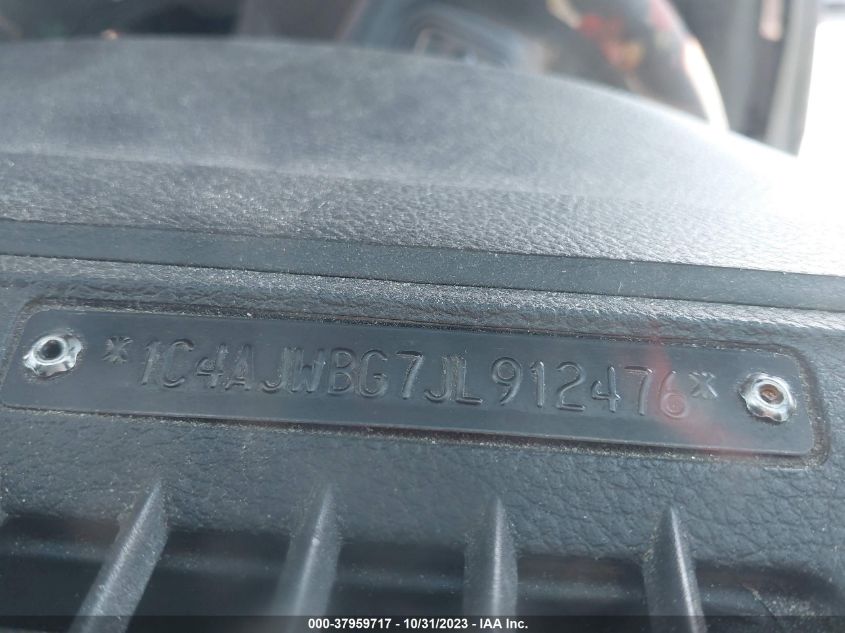 *1C4AJWBG7JL912476*
000-37959717 - 10/31/2023 - IAA Inc.